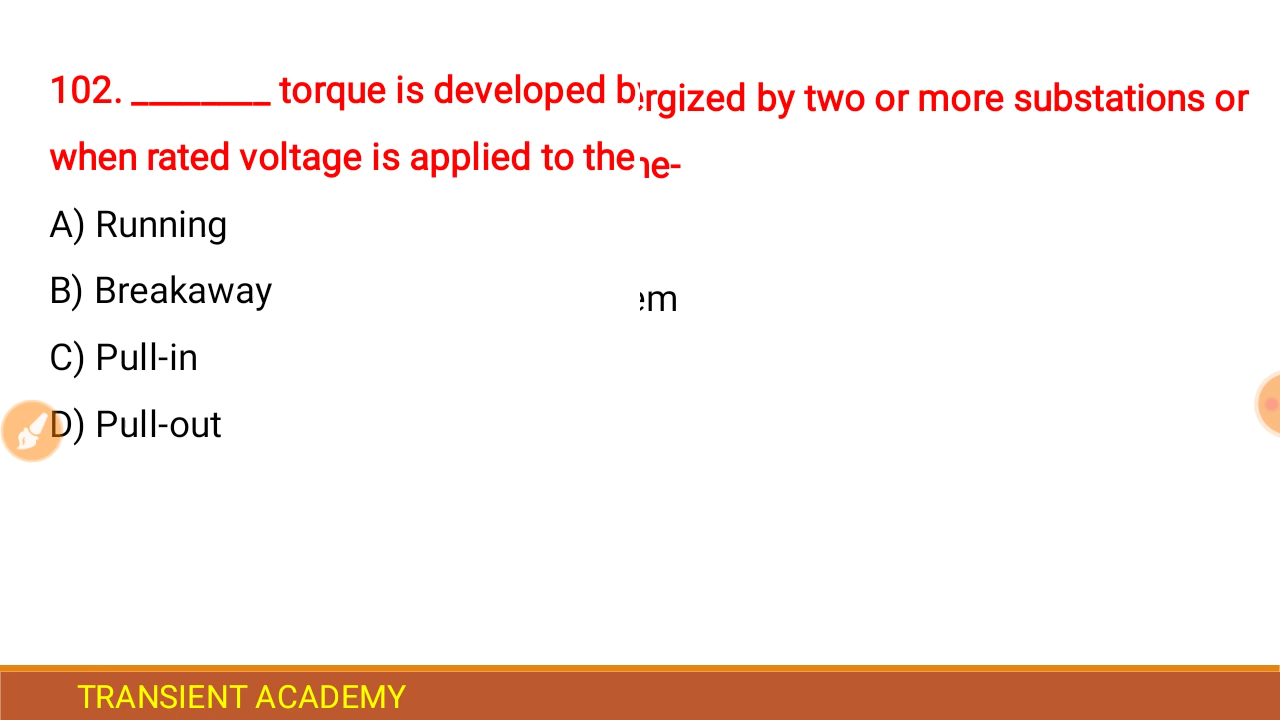 102. ________ torque is developed
rgized by two or more substations or
when rated voltage is applied to the
A) Running
B) Breakaway
C) Pull-in
D) Pull-out
TRANSIENT ACADEMY